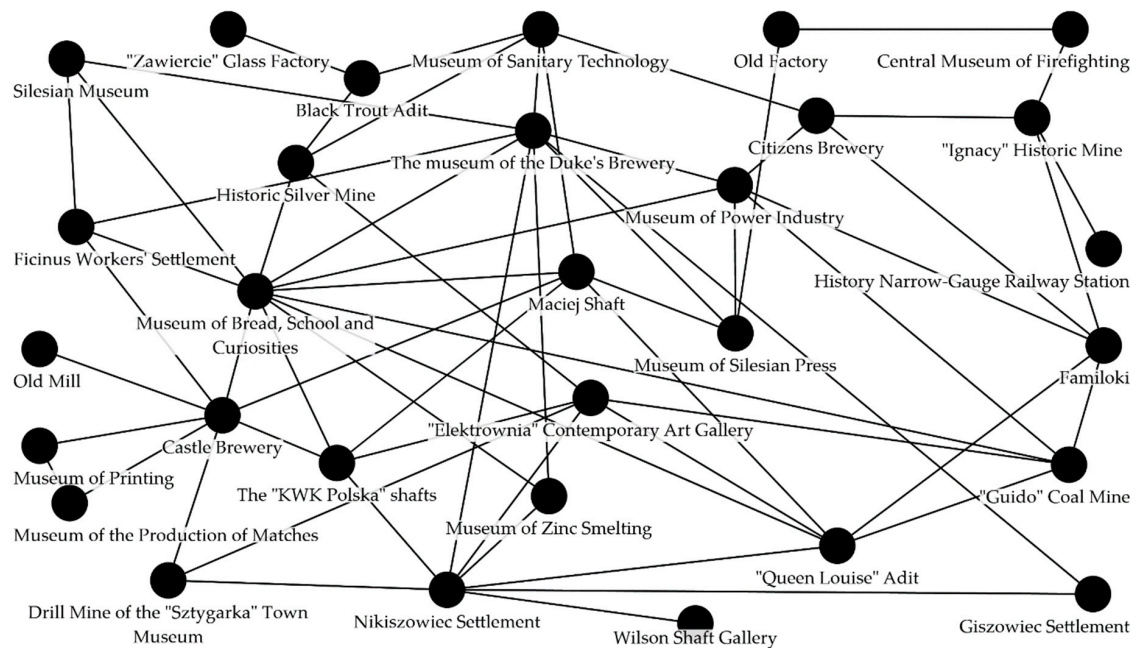 "Zawiercie" Glass Factory
Museum of Sanitary Technology
Old Factory
Central Museum of Firefighting
Silesian Museum
Black Trout Adit
The museum of the Duke's Brewery
Citizens Brewery
"Ignacy" Historic Mine
Historic Silver Mine
Museum of Power Industry
Ficinus Workers' Settlement
History Narrow-Gauge Railway Station
Maciej Shaft
Museum of Bread, School and
Curiosities
Museum of Silesian Press
Old Mill
Familoki
"Elektrownia" Contemporary Art Gallery
Castle Brewery
Museum of Printing
The "KWK Polska" shafts
"Guido" Coal Mine
Museum of the Production of Matches
Museum of Zinc Smelting
"Queen Louise" Adit
Drill Mine of the "Sztygarka" Town
Museum
Nikiszowiec Settlement
Wilson Shaft Gallery
Giszowiec Settlement